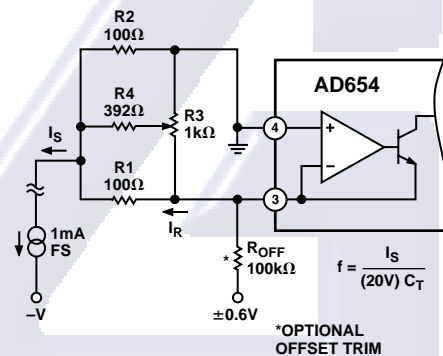 R2
100Ω
R4
392Ω
R3
1kΩ
R1
100Ω
IS
IR
1mA
FS
–V
ROFF
100kΩ
*
±0.6V
*OPTIONAL
OFFSET TRIM
AD654
4
+
3
–
f = IS / (20V) CT